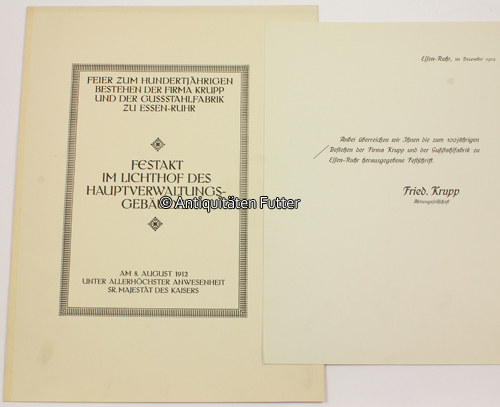 FEIER ZUM HUNDERTJÄHRIGEN
BESTEHEN DER FIRMA KRUPP
UND DER GUSSSTAHLFABRIK
ZU ESSEN-RUHR
FESTAKT
IM LICHTHOF DES
HAUPTVERWALTUNGS-
GEBÄUDES
© Antiquitäten Futter
AM 8. AUGUST 1912
UNTER ALLERHÖCHSTER ANWESENHEIT
SR. MAJESTÄT DES KAISERS
Essen-Ruhr, im Dezember 1912.
Anbei überreichen wir Ihnen die zum 100jährigen
Bestehen der Firma Krupp und der Gußstahlfabrik zu
Essen-Ruhr herausgegebene Festschrift.
Fried. Krupp
Aktiengesellschaft